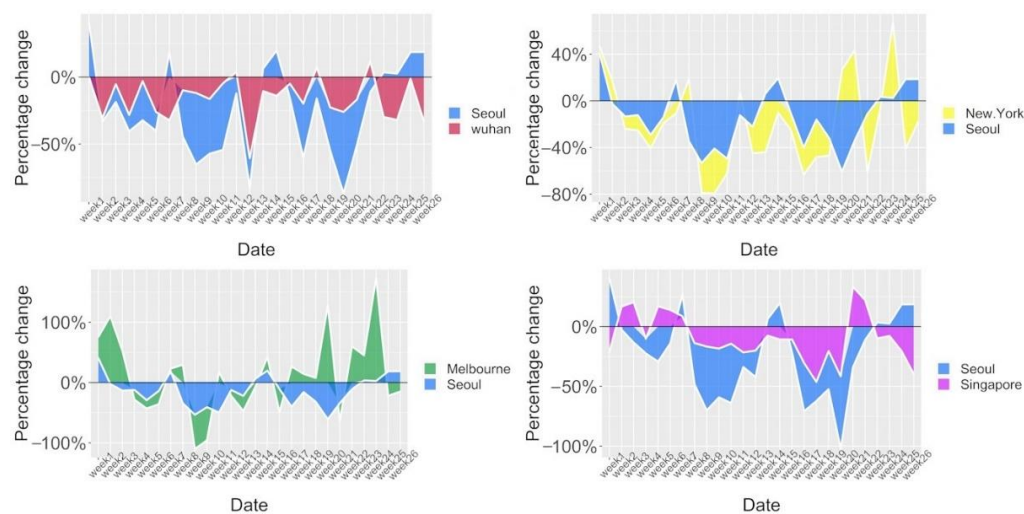 Percentage change
0%
−50%
week1 week2 week3 week4 week5 week6 week7 week8 week9 week10 week11 week12 week13 week14 week15 week16 week17 week18 week19 week20 week21 week22 week23 week24 week25 week26
Date
Seoul
wuhan
Percentage change
40%
0%
−40%
−80%
week1 week2 week3 week4 week5 week6 week7 week8 week9 week10 week11 week12 week13 week14 week15 week16 week17 week18 week19 week20 week21 week22 week23 week24 week25 week26
Date
New.York
Seoul
Percentage change
100%
0%
−100%
week1 week2 week3 week4 week5 week6 week7 week8 week9 week10 week11 week12 week13 week14 week15 week16 week17 week18 week19 week20 week21 week22 week23 week24 week25 week26
Date
Melbourne
Seoul
Percentage change
0%
−50%
−100%
week1 week2 week3 week4 week5 week6 week7 week8 week9 week10 week11 week12 week13 week14 week15 week16 week17 week18 week19 week20 week21 week22 week23 week24 week25 week26
Date
Seoul
Singapore